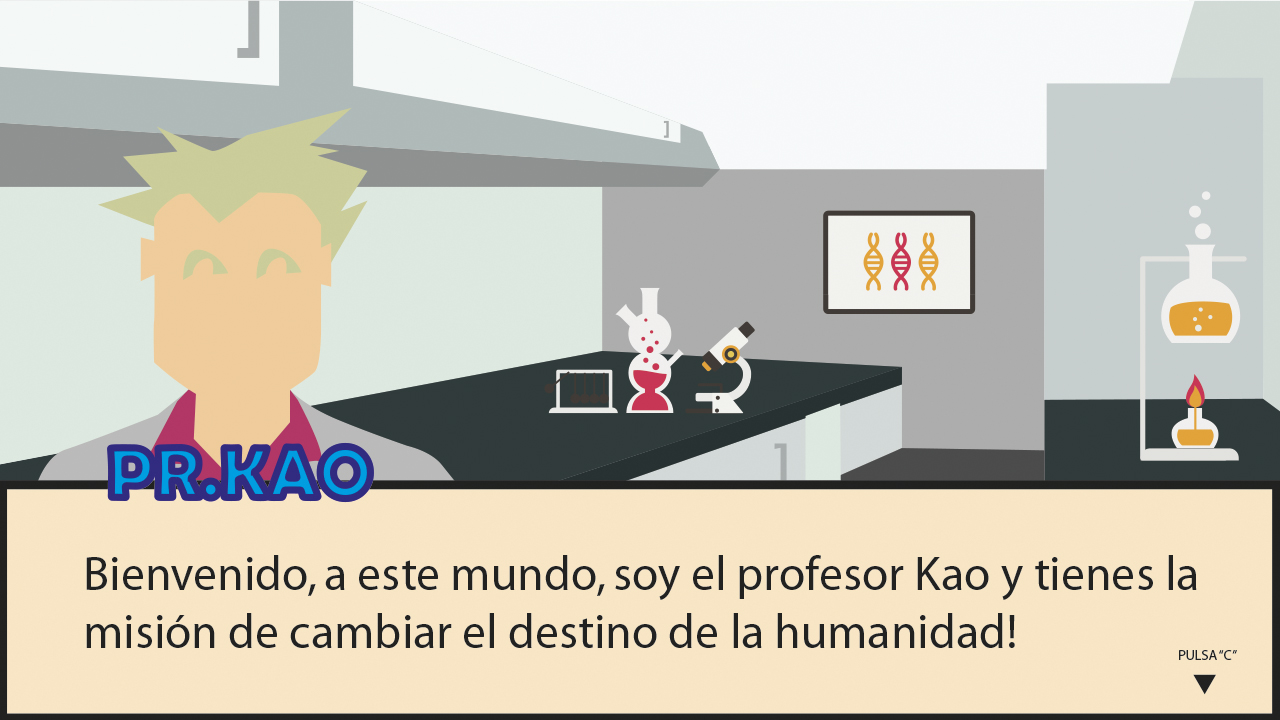 PR.KAO
Bienvenido, a este mundo, soy el profesor Kao y tienes la
misión de cambiar el destino de la humanidad!
PULSA "C"